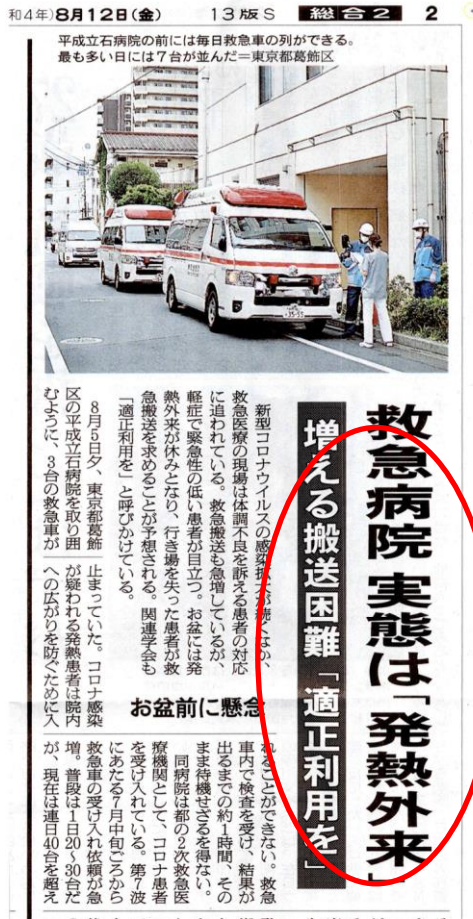 和4年)8月12日(金) 13版S 総合2 2
平成立石病院の前には毎日救急車の列ができる。
最も多い日には7台が並んだ=東京都葛飾区
救急病院 実態は「発熱外来」
増える搬送困難「適正利用を」
新型コロナウイルスの感染拡大が続くなか、
救急医療の現場は体調不良を訴える患者の対応
に追われている。救急搬送も急増しているが、
軽症で緊急性の低い患者が目立つ。お盆には発
熱外来が休みとなり、行き場を失った患者が救
急搬送を求めることが予想される。関連学会も
「適正利用を」と呼びかけている。
お盆前に懸念
8月5日夕、東京都葛飾
区の平成立石病院を取り囲
むように、3台の救急車が
止まっていた。コロナ感染
が疑われる発熱患者は院内
への広がりを防ぐために入
れることができない。救急
車内で検査を受け、結果が
出るまでの約1時間、その
まま待機せざるを得ない。
同病院は都の2次救急医
療機関として、コロナ患者
を受け入れている。第7波
にあたる7月中旬ごろから
救急車の受け入れ依頼が急
増。普段は1日20~30台だ
が、現在は連日40台を超え